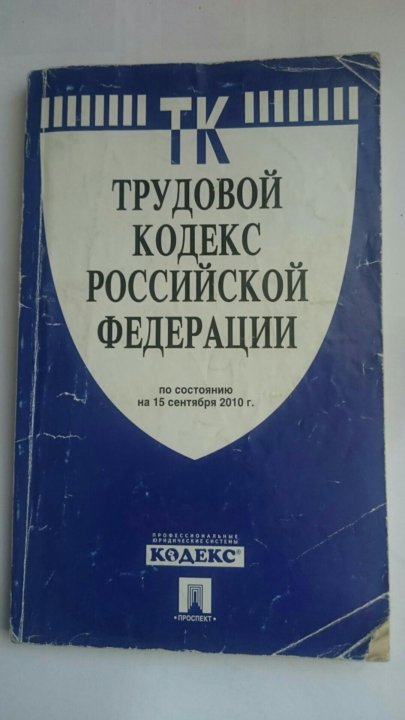 ТК
ТРУДОВОЙ
КОДЕКС
РОССИЙСКОЙ
ФЕДЕРАЦИИ
по состоянию
на 15 сентября 2010 г.
ПРОФЕССИОНАЛЬНЫЕ
ЮРИДИЧЕСКИЕ СИСТЕМЫ
КОДЕКС®
•ПРОСПЕКТ•